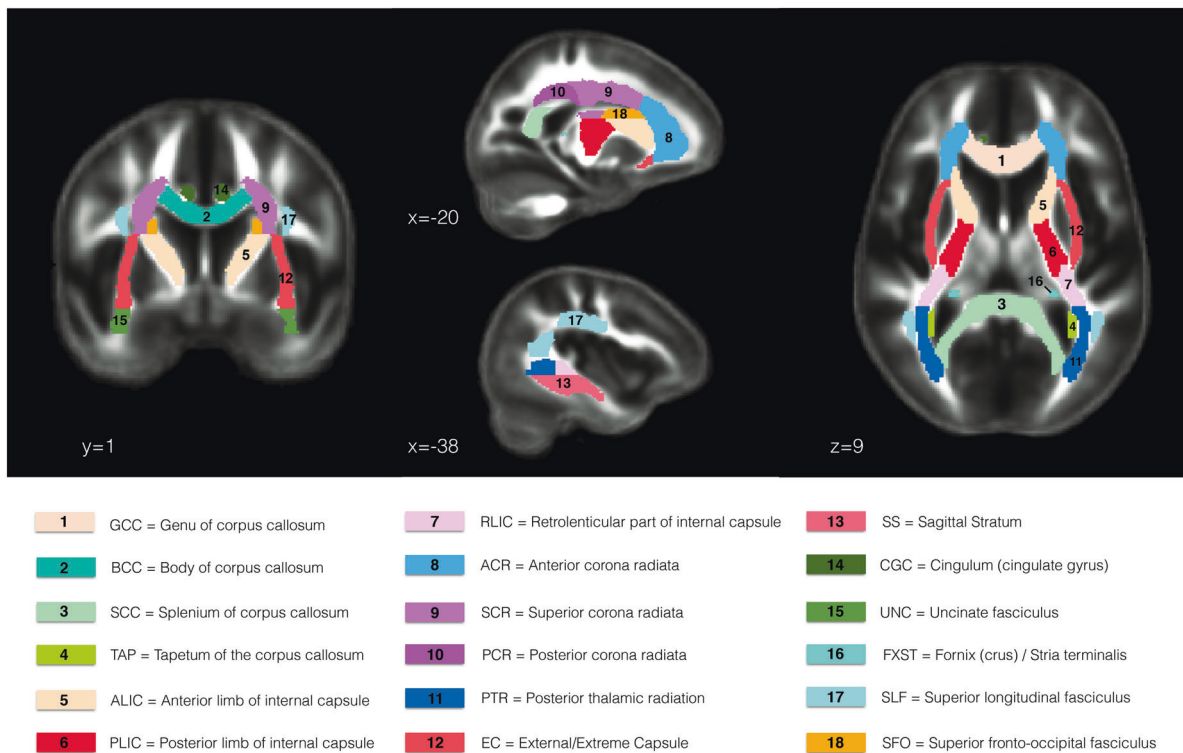 14
2
9
17
5
12
15
y=1
10
9
18
8
x=-20
17
13
x=-38
1
5
12
6
16
7
3
4
11
z=9
1 GCC = Genu of corpus callosum
2 BCC = Body of corpus callosum
3 SCC = Splenium of corpus callosum
4 TAP = Tapetum of the corpus callosum
5 ALIC = Anterior limb of internal capsule
6 PLIC = Posterior limb of internal capsule
7 RLIC = Retrolenticular part of internal capsule
8 ACR = Anterior corona radiata
9 SCR = Superior corona radiata
10 PCR = Posterior corona radiata
11 PTR = Posterior thalamic radiation
12 EC = External/Extreme Capsule
13 SS = Sagittal Stratum
14 CGC = Cingulum (cingulate gyrus)
15 UNC = Uncinate fasciculus
16 FXST = Fornix (crus) / Stria terminalis
17 SLF = Superior longitudinal fasciculus
18 SFO = Superior fronto-occipital fasciculus